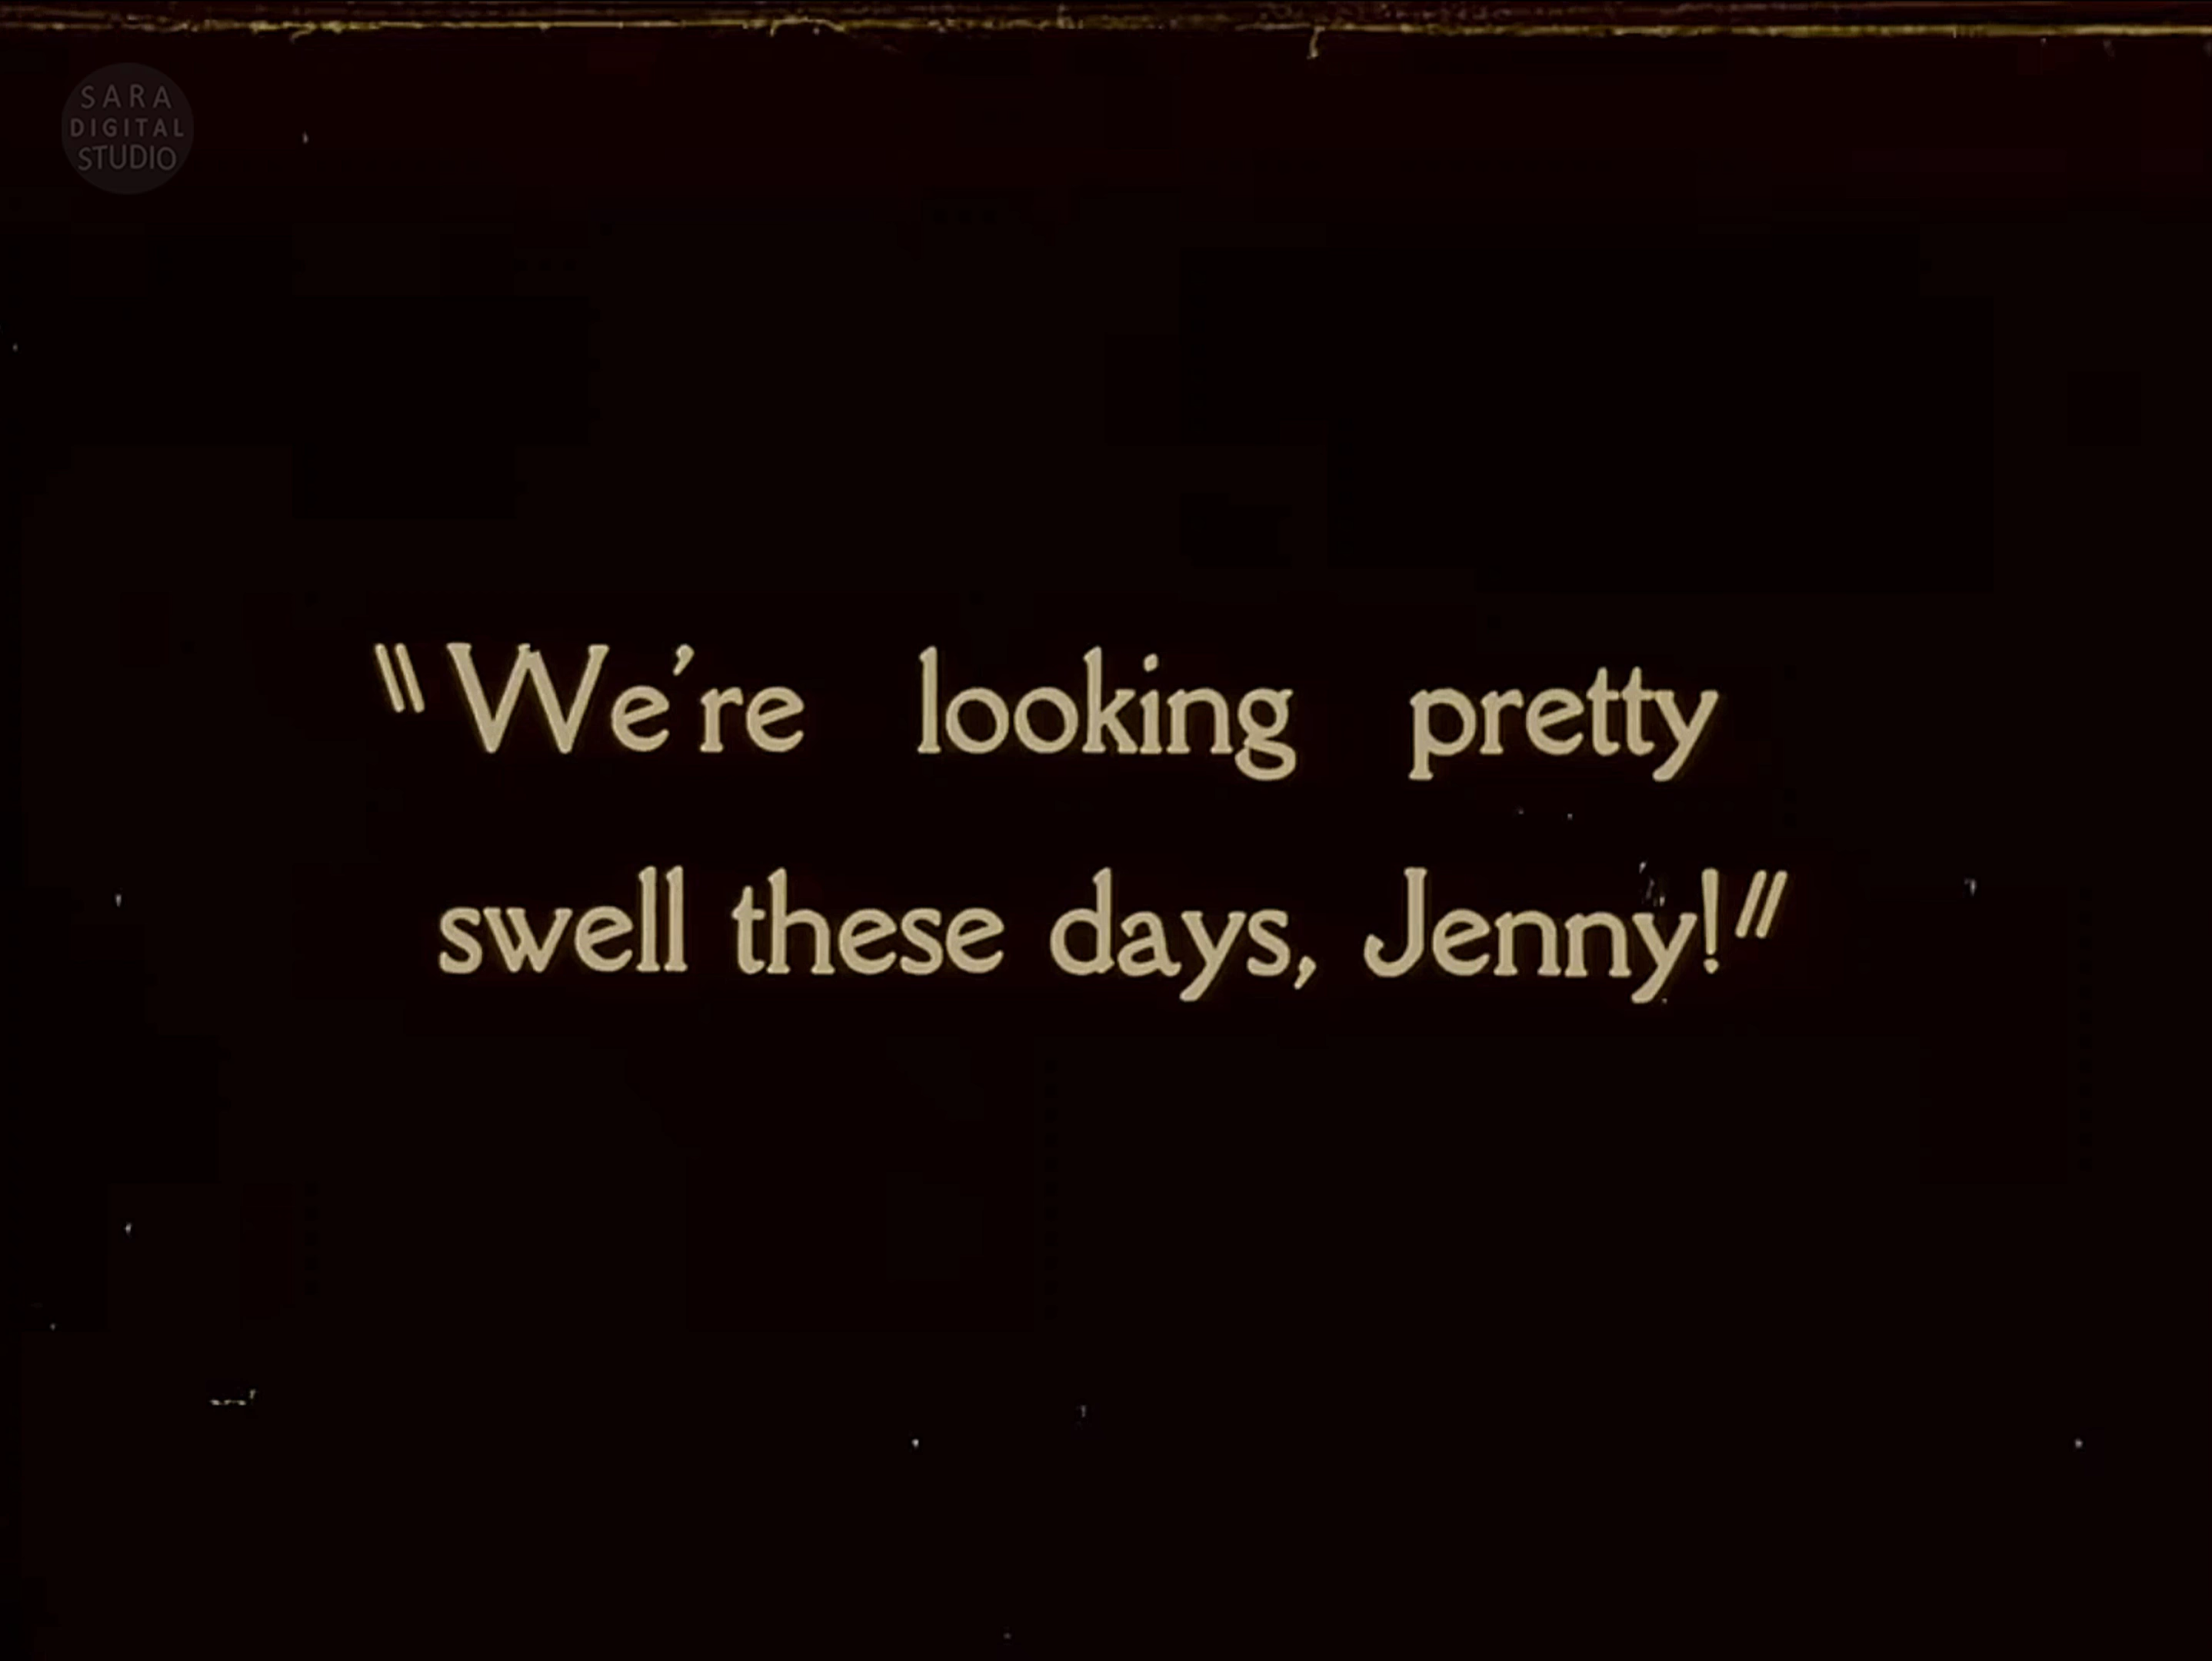 SARA
DIGITAL
STUDIO
"We're looking pretty
swell these days, Jenny!"